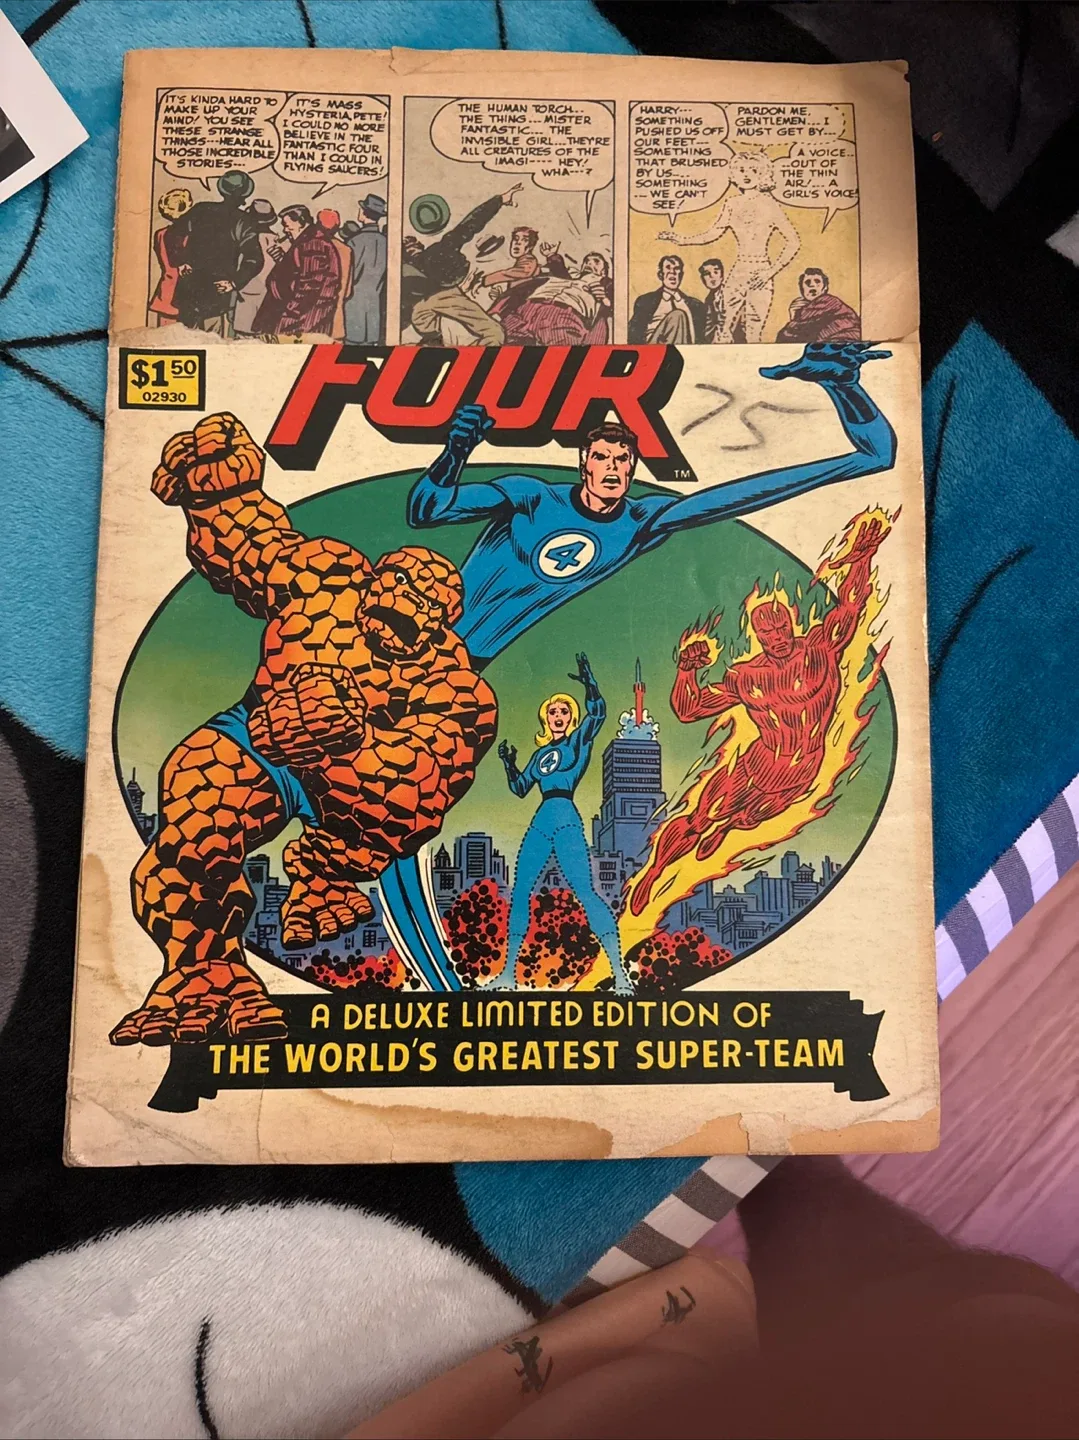 IT'S KINDA HARD TO
MAKE UP YOUR
MIND! YOU SEE
THESE STRANGE
THINGS---HEAR ALL
THOSE INCREDIBLE
STORIES---
IT'S MASS
HYSTERIA, PETE!
I COULD NO MORE
BELIEVE IN THE
FANTASTIC FOUR
THAN I COULD IN
FLYING SAUCERS!
THE HUMAN TORCH---
THE THING---MISTER
FANTASTIC--- THE
INVISIBLE GIRL---THEY'RE
ALL CREATURES OF THE
IMAGI---- HEY!
WHA---?
HARRY---
SOMETHING
PUSHED US OFF
OUR FEET---
SOMETHING
THAT BRUSHED
BY US---
SOMETHING
--- WE CAN'T
SEE!
PARDON ME,
GENTLEMEN--- I
MUST GET BY---
A VOICE---
---OUT OF
THE THIN
AIR!--- A
GIRL'S VOICE!
$1.50
02930
FOUR
TM
75
4
4
A DELUXE LIMITED EDITION OF
THE WORLD'S GREATEST SUPER-TEAM